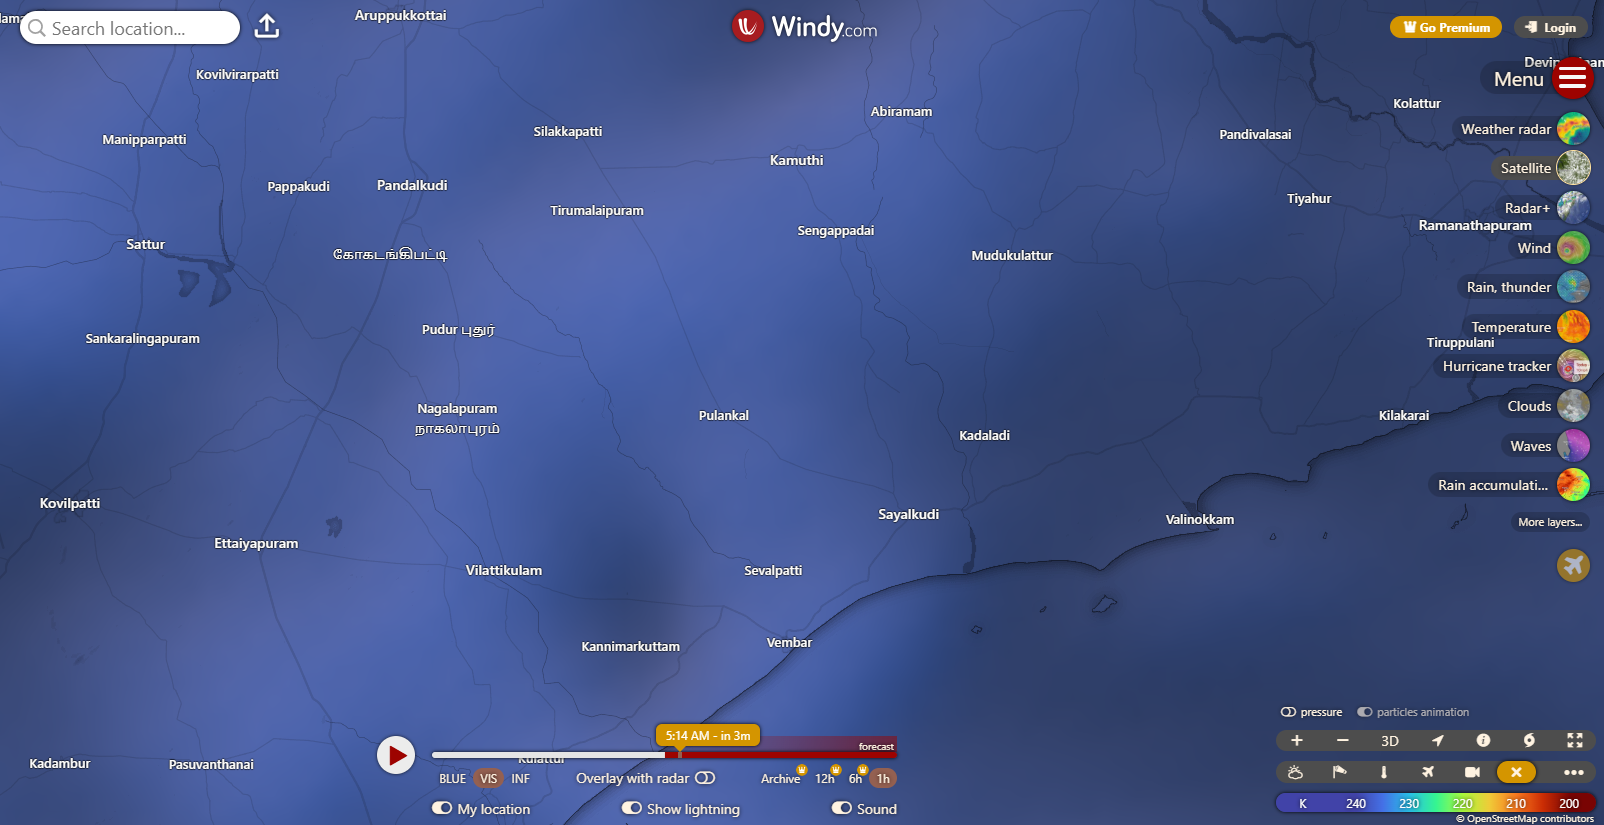 Aruppukkottai
Search location...
Windy.com
Go Premium
Login
Kovilvirarpatti
Menu
Kolattur
Abiramam
Manipparpatti
Silakkapatti
Pandivalasai
Weather radar
Kamuthi
Satellite
Pappakudi
Pandalkudi
Tirumalaipuram
Tiyahur
Radar+
Sengappadai
Ramanathapuram
Sattur
கோகடங்கிபட்டி
Mudukulattur
Wind
Rain, thunder
Pudur புதுர்
Temperature
Sankaralingapuram
Tiruppulani
Hurricane tracker
Nagalapuram
நாகலாபுரம்
Pulankal
Clouds
Kilakarai
Kadaladi
Waves
Rain accumulati...
Kovilpatti
Sayalkudi
Valinokkam
More layers...
Ettaiyapuram
Vilattikulam
Sevalpatti
Kannimarkuttam
Vembar
pressure
particles animation
5:14 AM - in 3m
forecast
3D
Kadambur
Pasuvanthanai
Kulattur
BLUE VIS INF
Overlay with radar
Archive 12h 6h 1h
My location
Show lightning
Sound
K 240 230 220 210 200
© OpenStreetMap contributors